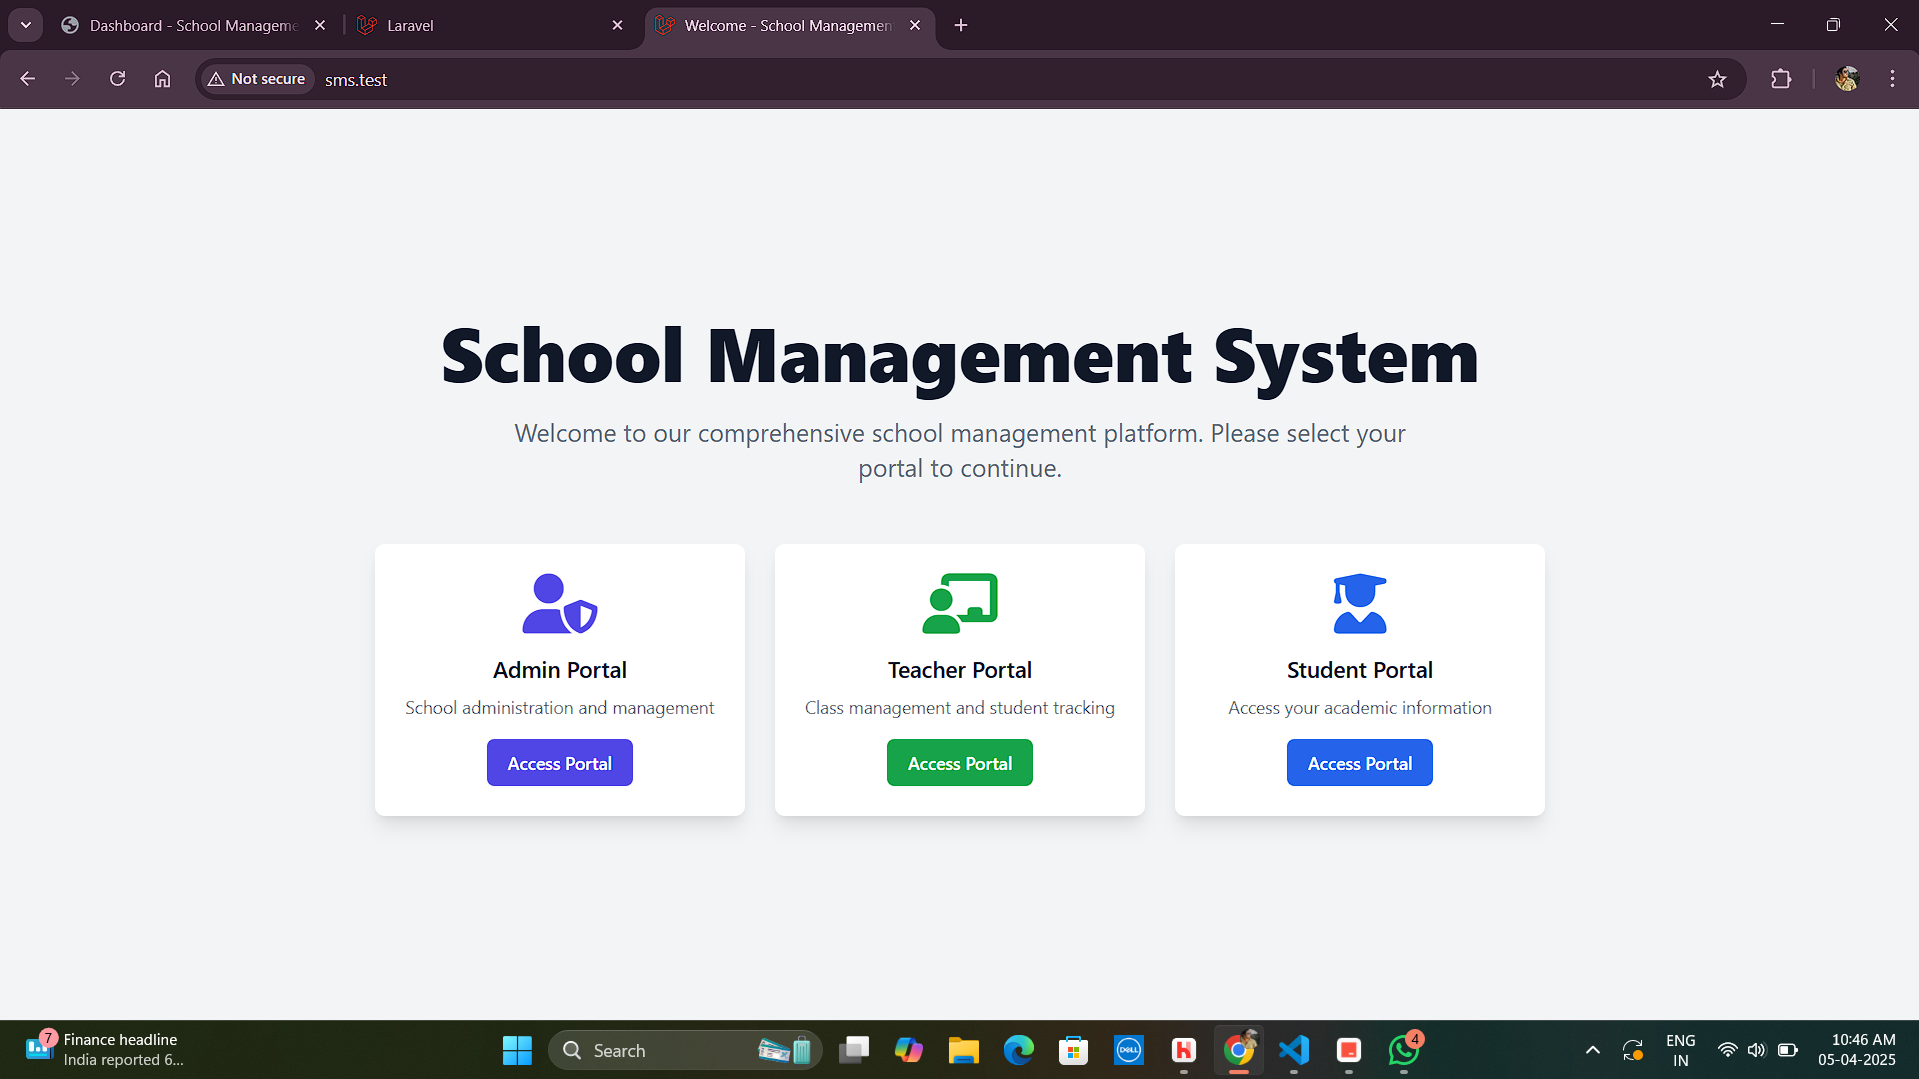 Dashboard - School Manageme
Laravel
Welcome - School Managemen
Not secure
sms.test
School Management System
Welcome to our comprehensive school management platform. Please select your
portal to continue.
Admin Portal
School administration and management
Access Portal
Teacher Portal
Class management and student tracking
Access Portal
Student Portal
Access your academic information
Access Portal
7
Finance headline
India reported 6...
Search
DELL
H
4
ENG
IN
10:46 AM
05-04-2025